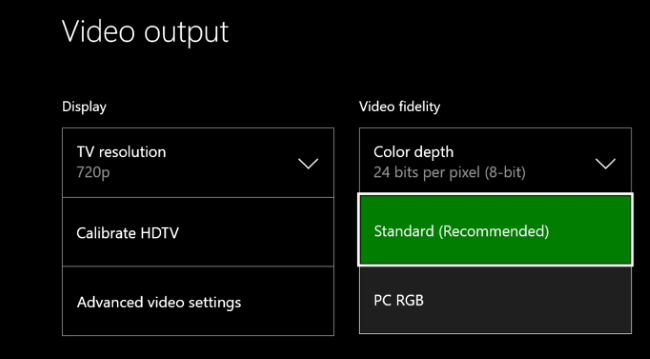 Video output
Display
TV resolution
720p
Calibrate HDTV
Advanced video settings
Video fidelity
Color depth
24 bits per pixel (8-bit)
Standard (Recommended)
PC RGB